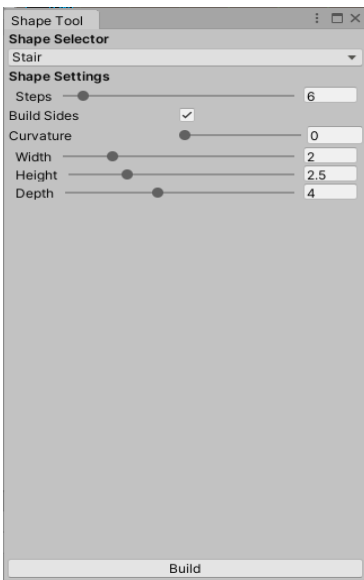 Shape Tool
Shape Selector
Stair
Shape Settings
Steps 6
Build Sides
Curvature 0
Width 2
Height 2.5
Depth 4
Build